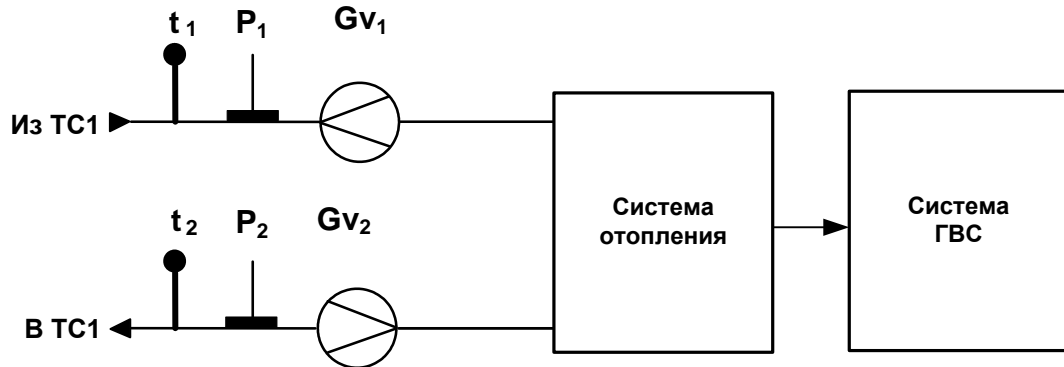 t 1 P1 Gv1
Из ТС1
t 2 P2 Gv2
В ТС1
Система
отопления
Система
ГВС